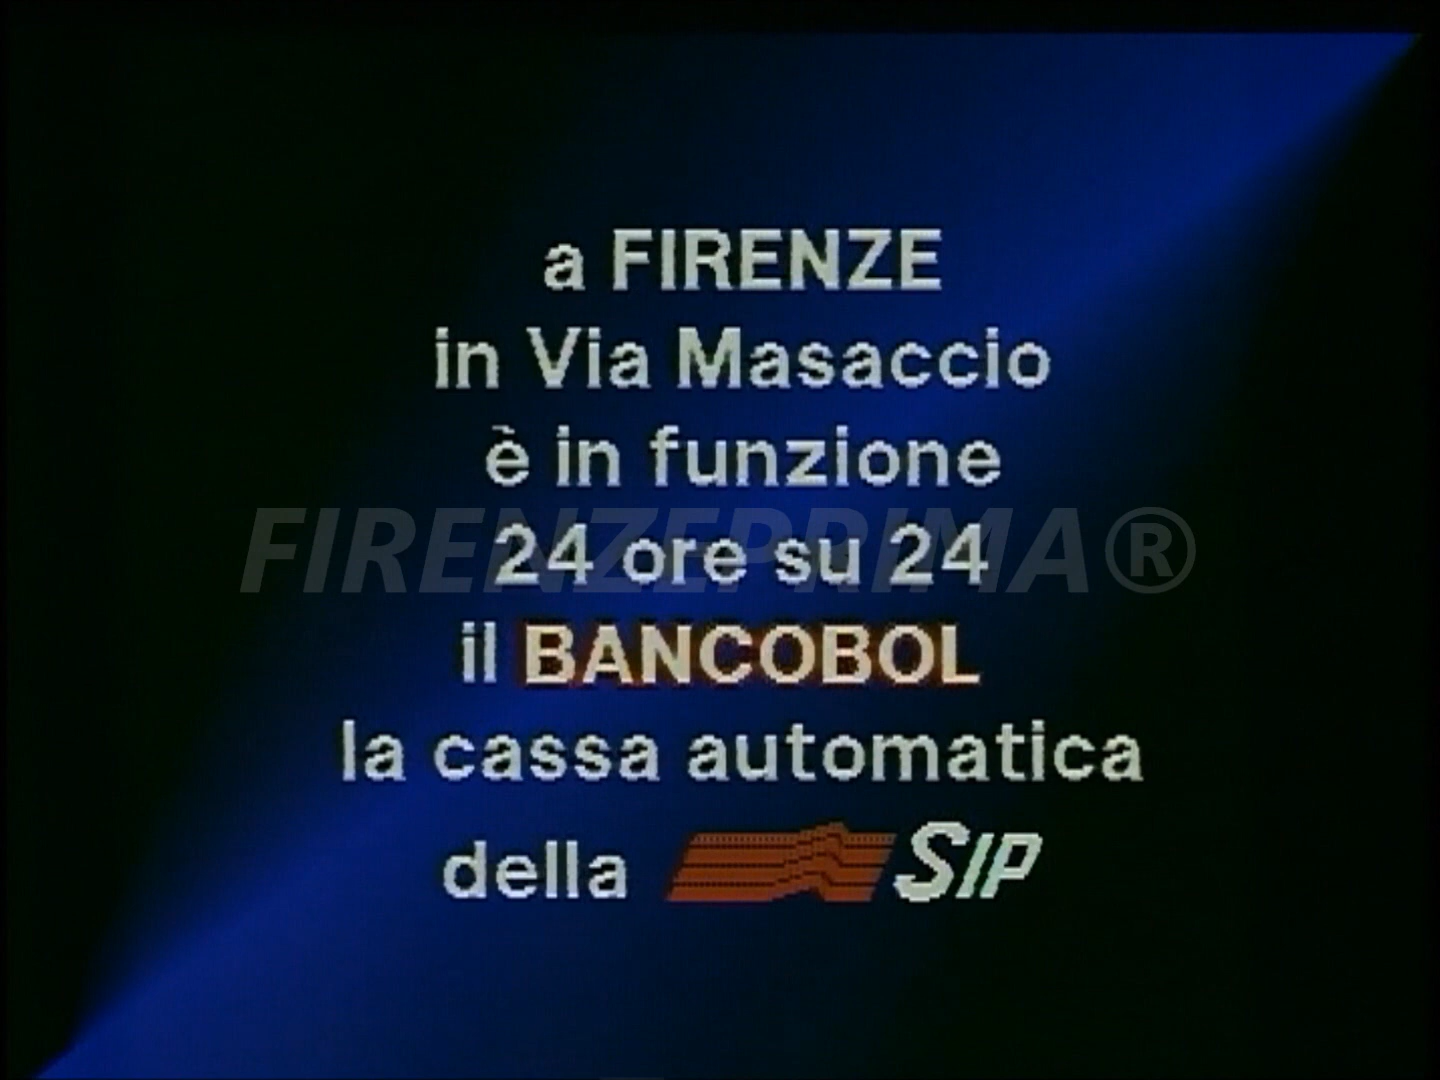 a FIRENZE
in Via Masaccio
è in funzione
24 ore su 24
FIRENZEPRIMA®
il BANCOBOL
la cassa automatica
della SIP